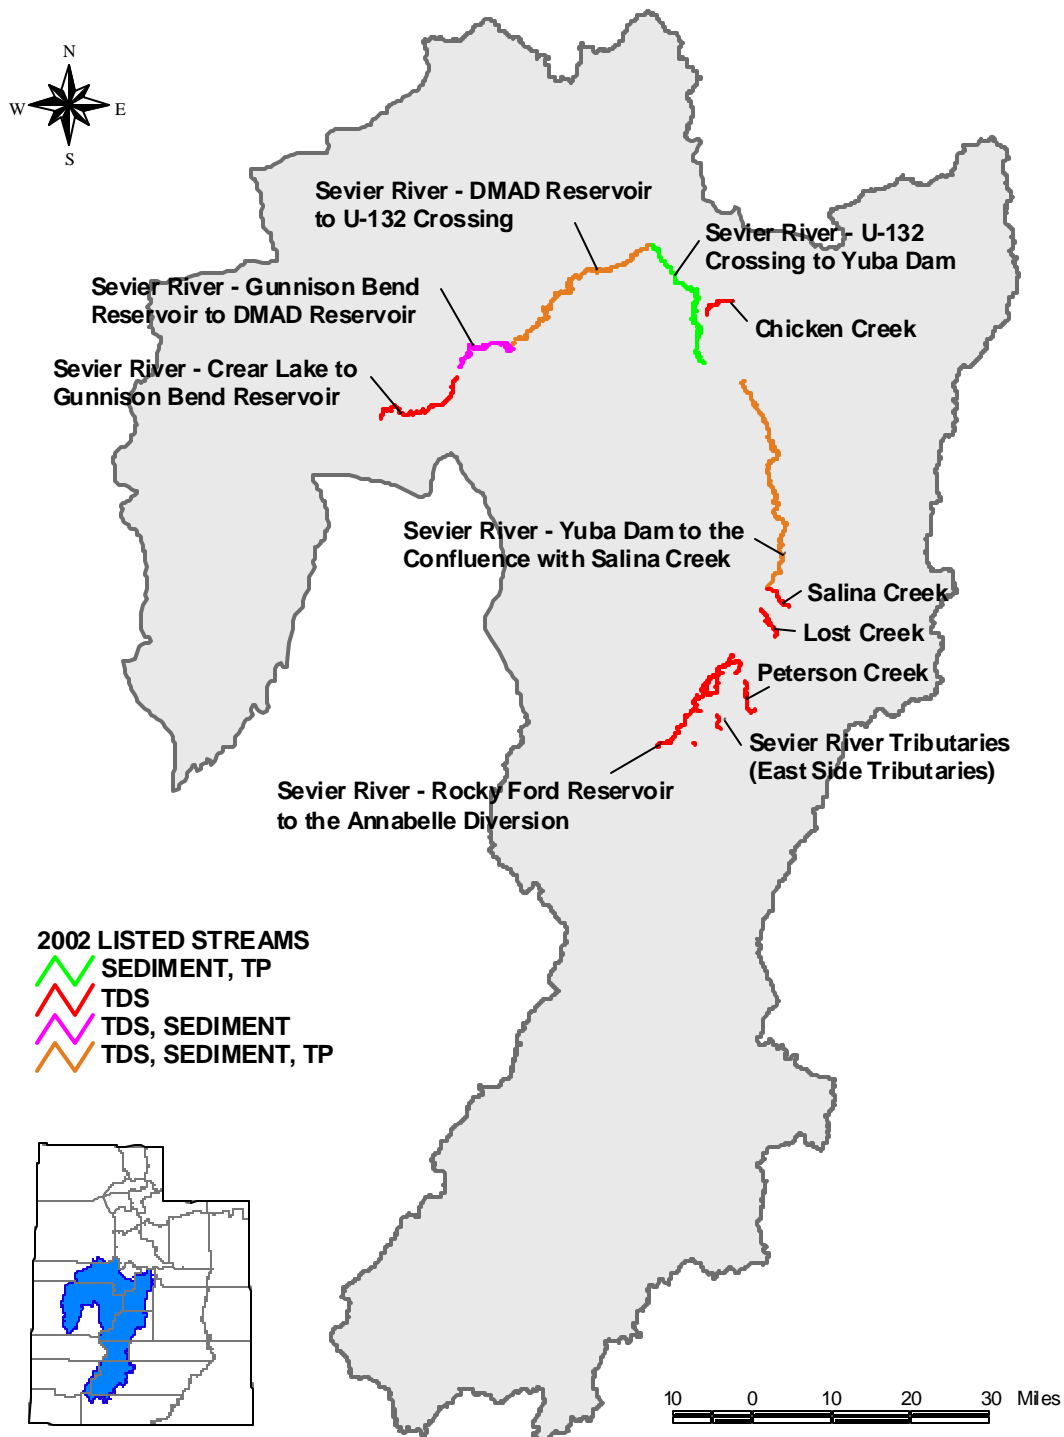 N
W
E
S
Sevier River - DMAD Reservoir
to U-132 Crossing
Sevier River - U-132
Crossing to Yuba Dam
Sevier River - Gunnison Bend
Reservoir to DMAD Reservoir
Chicken Creek
Sevier River - Crear Lake to
Gunnison Bend Reservoir
Sevier River - Yuba Dam to the
Confluence with Salina Creek
Salina Creek
Lost Creek
Peterson Creek
Sevier River Tributaries
(East Side Tributaries)
Sevier River - Rocky Ford Reservoir
to the Annabelle Diversion
2002 LISTED STREAMS
SEDIMENT, TP
TDS
TDS, SEDIMENT
TDS, SEDIMENT, TP
10 0 10 20 30 Miles